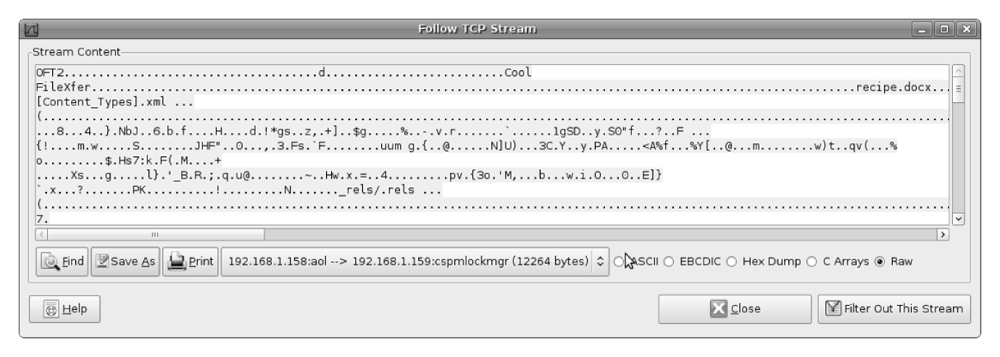 Follow TCP Stream
Stream Content
OFT2.....................................d..........................Cool
FileXfer................................................................................................................recipe.docx...
[Content_Types].xml ...
(......................................................................................................................................
...8...4..}.NbJ..6.b.f....H....d.!*gs..z,.+]..$g.....%..-.v.r.......`......lgSD..y.S0"f...?..F ...
{!....m.w.....S........JHF"..0...,.3.Fs.`F........uum g.{..@......N]U)...3C.Y..y.PA.....<A%f...%Y[..@...m........w)t..qv(...%
o.........$.Hs7:k.F(.M....+
.....Xs...g.....l}.'_B.R.;.q.u@........~..Hw.x.=..4.........pv.{3o.'M,...b...w.i.O...0..E]}
`.x...?.......PK..........!.........N......._rels/.rels ...
(......................................................................................................................................
7.
Find Save As Print 192.168.1.158:aol --> 192.168.1.159:cspmlockmgr (12264 bytes) ASCII EBCDIC Hex Dump C Arrays Raw
Help Close Filter Out This Stream